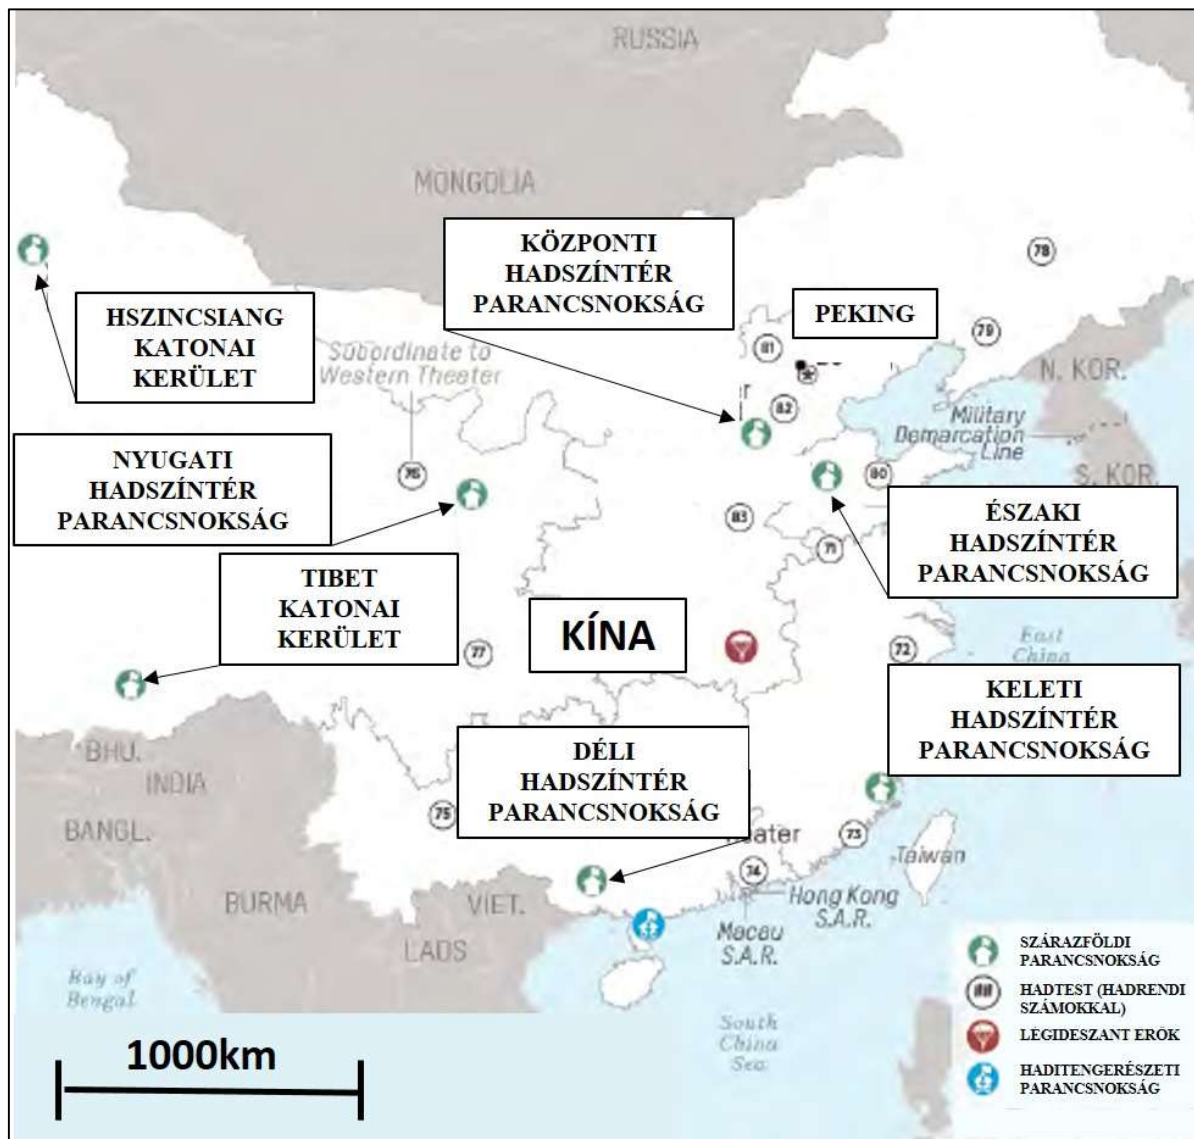 RUSSIA
MONGOLIA
KÖZPONTI
HADSZÍNTÉR
PARANCSNOKSÁG
78
PEKING
HSZINCSIANG
KATONAI
KERÜLET
Subordinate to
Western Theater
81
79
N. KOR.
82
Military
Demarcation
Line
NYUGATI
HADSZÍNTÉR
PARANCSNOKSÁG
76
80
S. KOR.
83
71
ÉSZAKI
HADSZÍNTÉR
PARANCSNOKSÁG
TIBET
KATONAI
KERÜLET
77
KÍNA
72
East
China
KELETI
HADSZÍNTÉR
PARANCSNOKSÁG
BHU.
INDIA
BANGL.
DÉLI
HADSZÍNTÉR
PARANCSNOKSÁG
75
eater
73
Taiwan
74
Hong Kong
S.A.R.
BURMA
VIET.
LAOS
Macau
S.A.R.
Bay of
Bengal
South
China
Sea
SZÁRAZFÖLDI
PARANCSNOKSÁG
HADTEST (HADRENDI
SZÁMOKKAL)
LÉGIDESZANT ERŐK
HADITENGERÉSZETI
PARANCSNOKSÁG
1000km